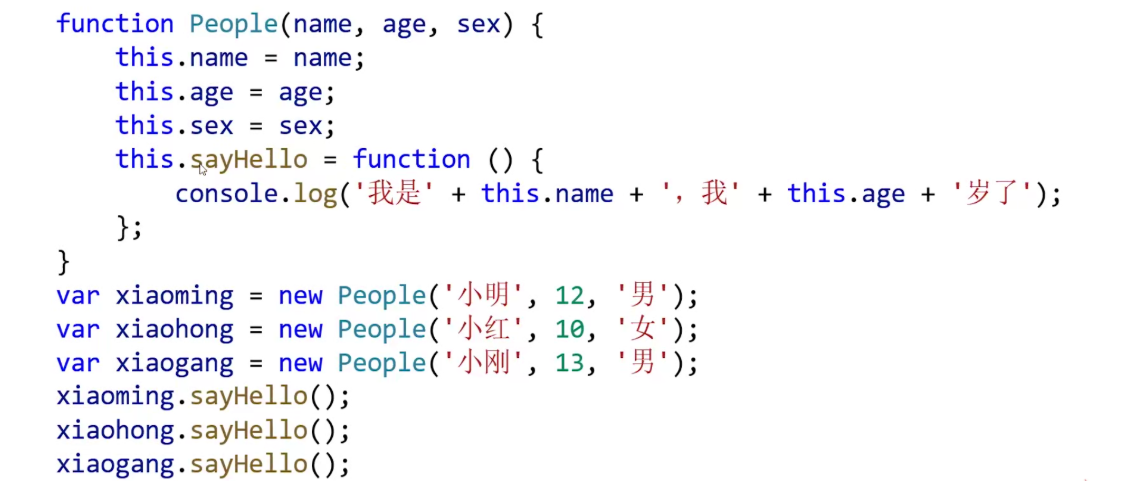 function People(name, age, sex) {
    this.name = name;
    this.age = age;
    this.sex = sex;
    this.sayHello = function () {
        console.log('我是' + this.name + '，我' + this.age + '岁了');
    };
}
var xiaoming = new People('小明', 12, '男');
var xiaohong = new People('小红', 10, '女');
var xiaogang = new People('小刚', 13, '男');
xiaoming.sayHello();
xiaohong.sayHello();
xiaogang.sayHello();